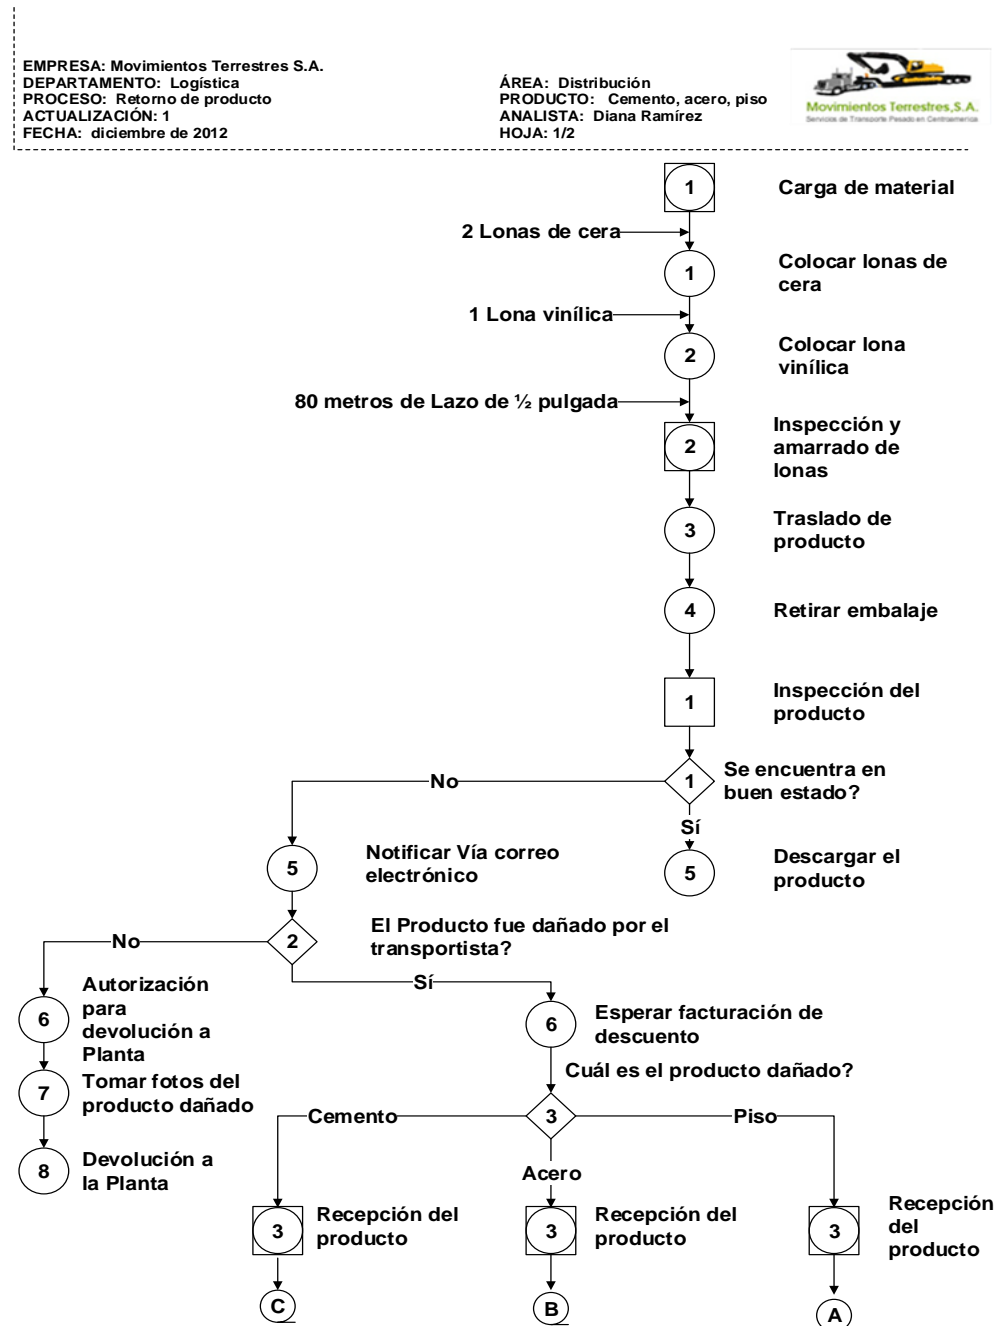 EMPRESA: Movimientos Terrestres S.A.
DEPARTAMENTO: Logística
PROCESO: Retorno de producto
ACTUALIZACIÓN: 1
FECHA: diciembre de 2012
ÁREA: Distribución
PRODUCTO: Cemento, acero, piso
ANALISTA: Diana Ramírez
HOJA: 1/2
Movimientos Terrestres,S.A.
Servicios de Transporte Pesado en Centroamerica
1
Carga de material
2 Lonas de cera
1
Colocar lonas de
cera
1 Lona vinílica
2
Colocar lona
vinílica
80 metros de Lazo de ½ pulgada
2
Inspección y
amarrado de
lonas
3
Traslado de
producto
4
Retirar embalaje
1
Inspección del
producto
1
Se encuentra en
buen estado?
No
Sí
5
Notificar Vía correo
electrónico
5
Descargar el
producto
2
El Producto fue dañado por el
transportista?
No
Sí
6
Autorización
para
devolución a
Planta
6
Esperar facturación de
descuento
7
Tomar fotos del
producto dañado
Cuál es el producto dañado?
3
Cemento
Acero
Piso
8
Devolución a
la Planta
3
Recepción del
producto
3
Recepción del
producto
3
Recepción
del
producto
C
B
A